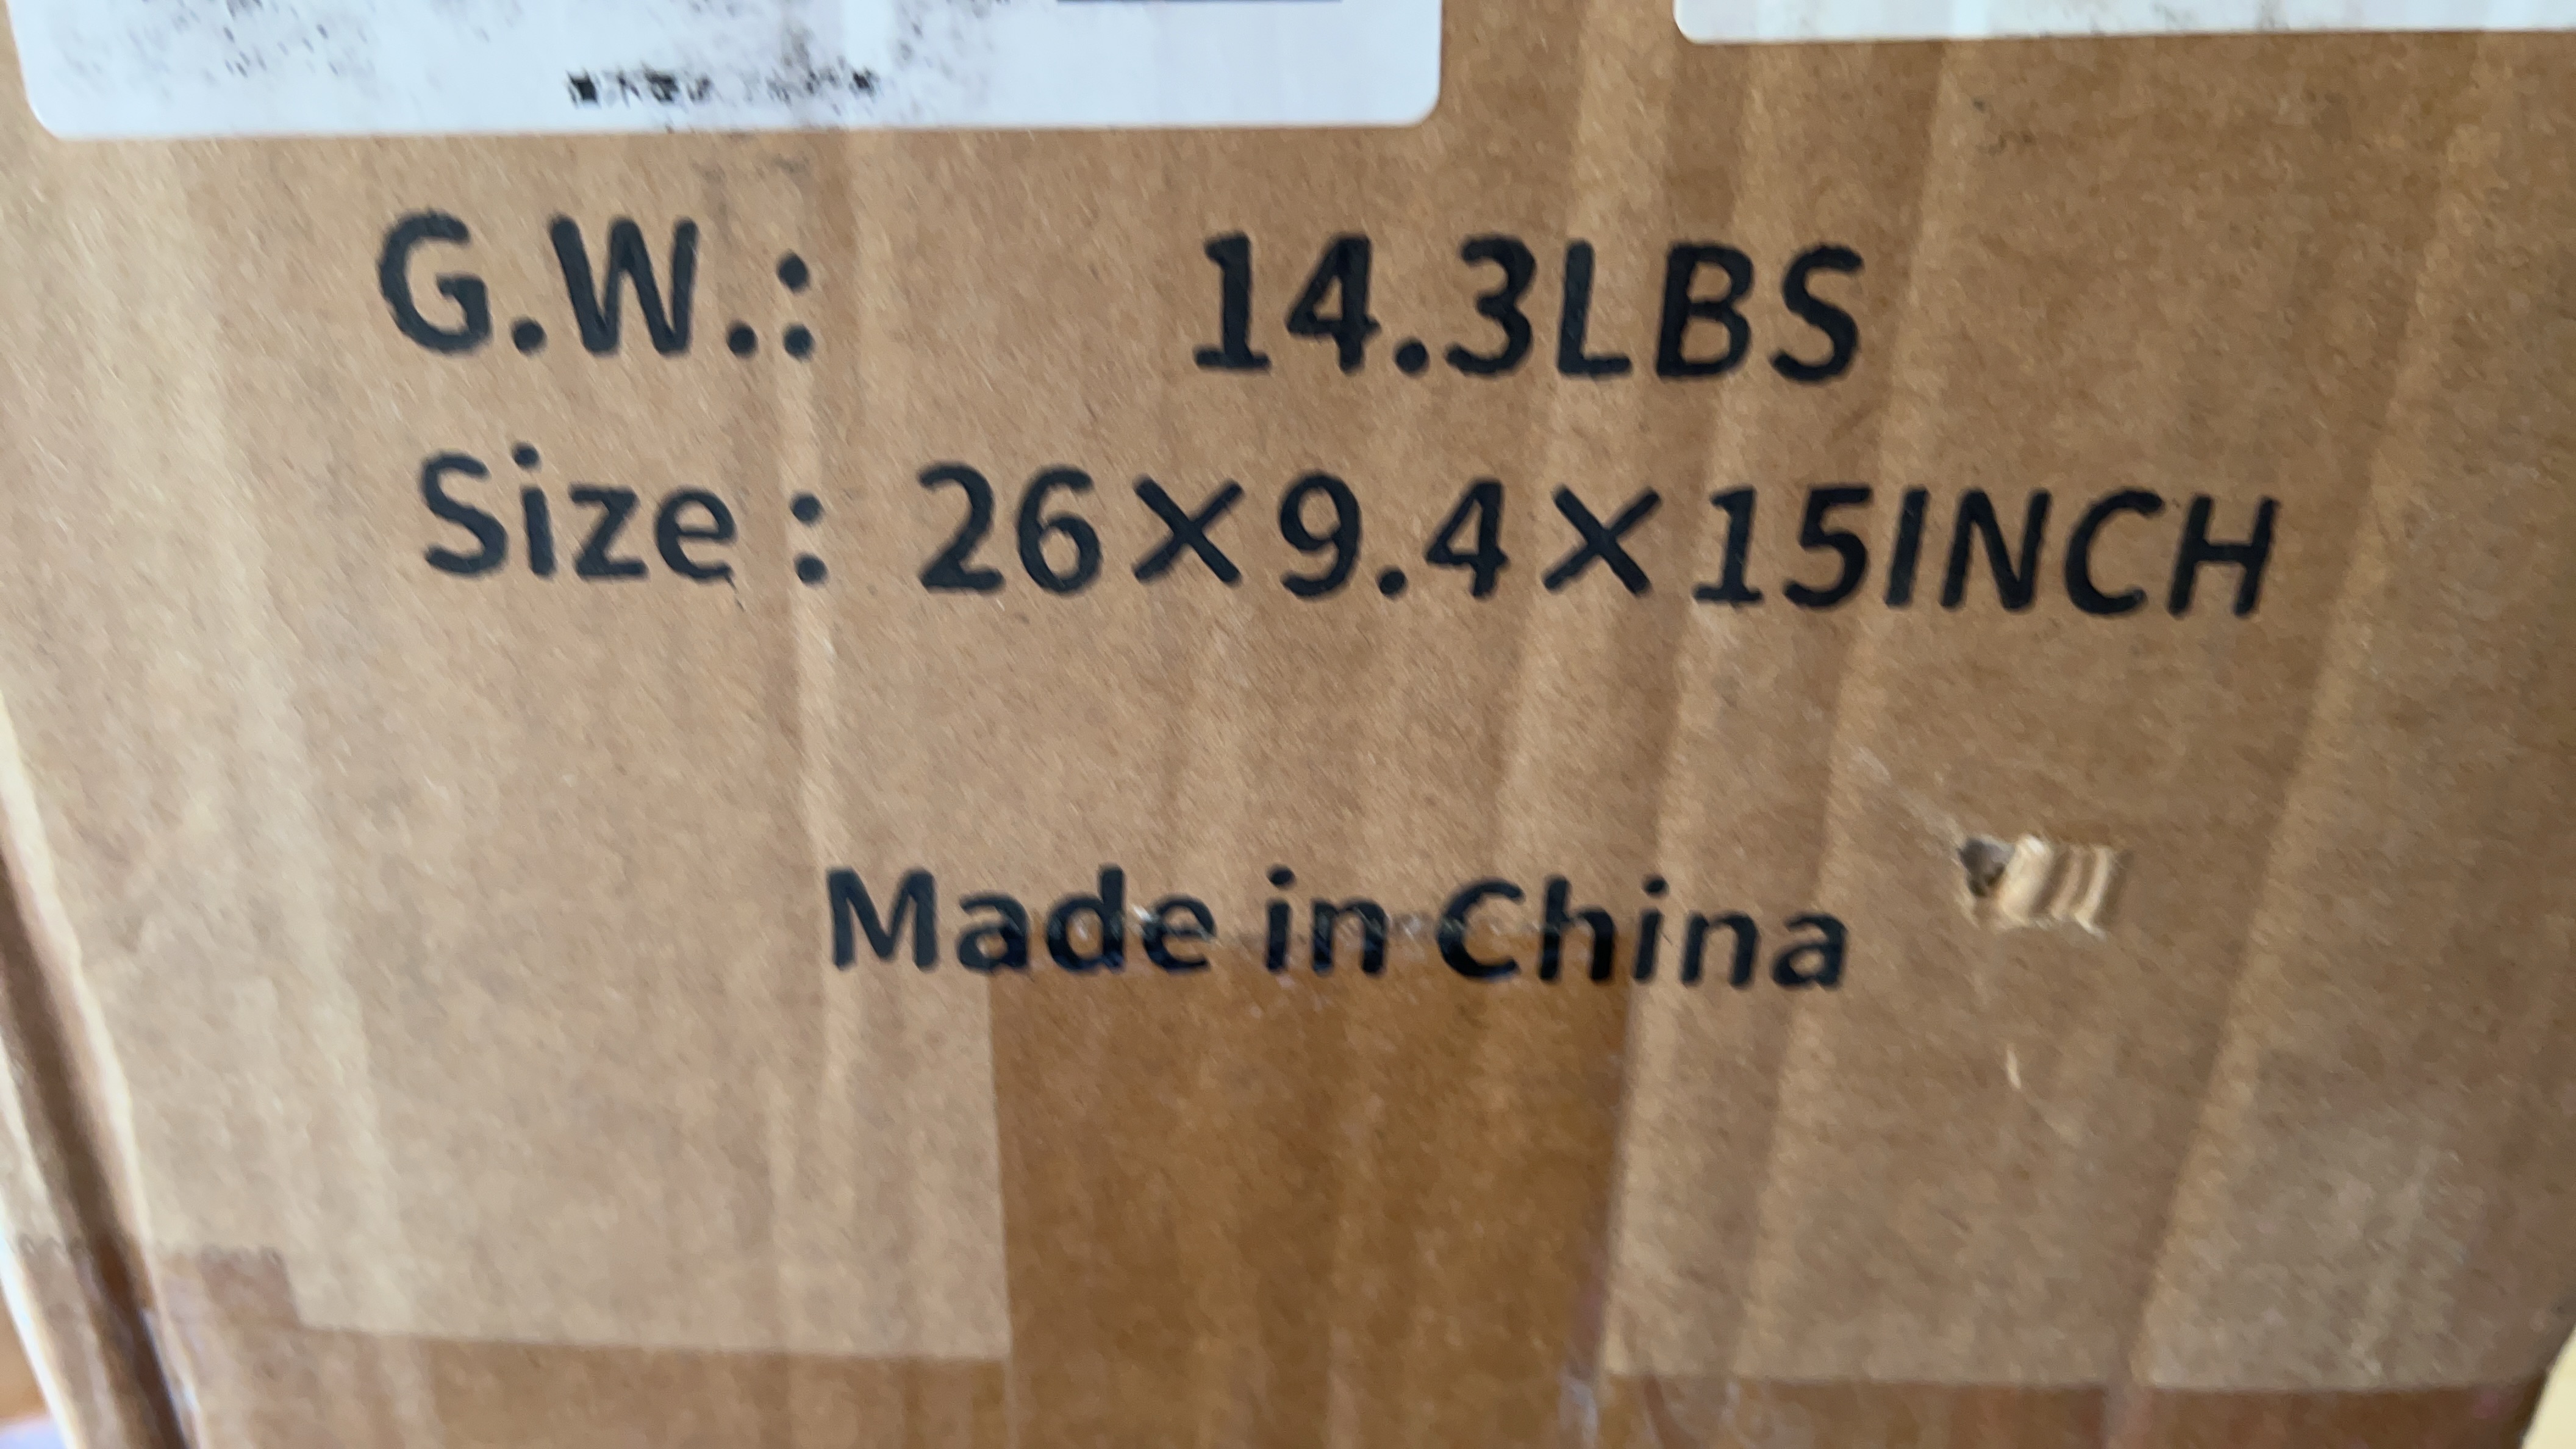 G.W.: 14.3LBS
Size: 26×9.4×15INCH
Made in China